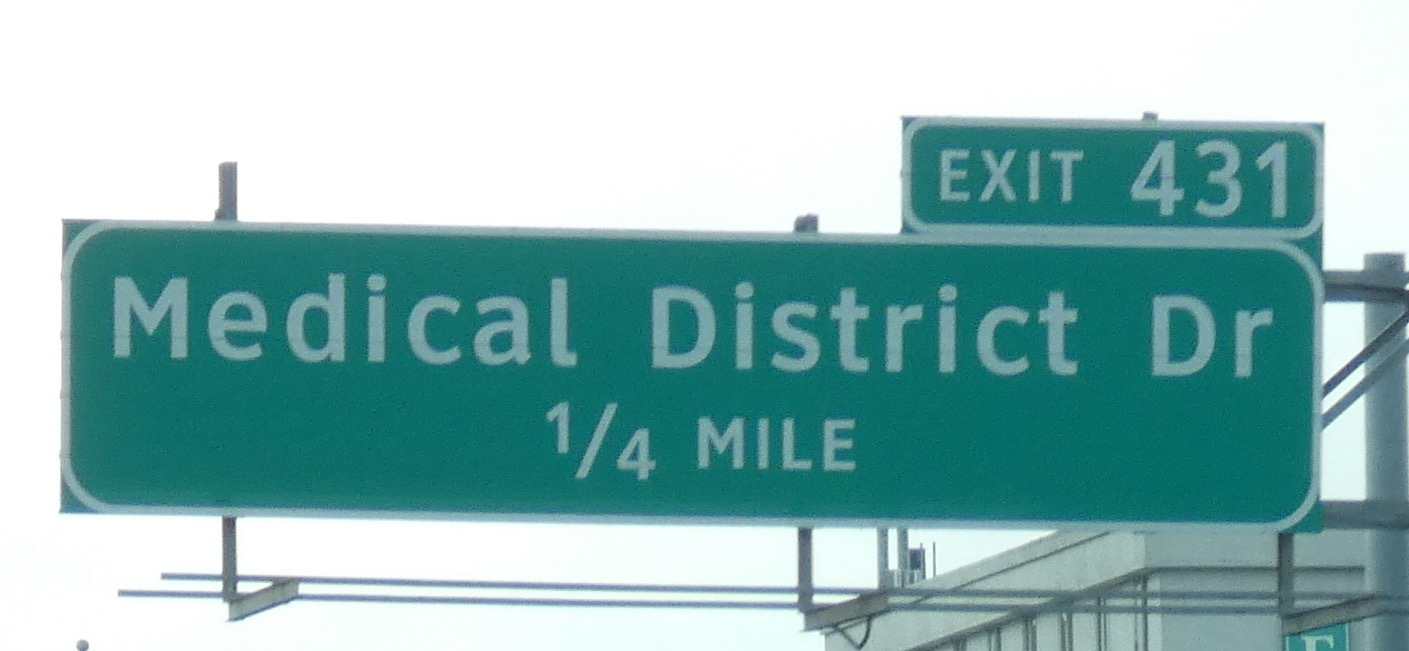 EXIT 431
Medical District Dr
1/4 MILE